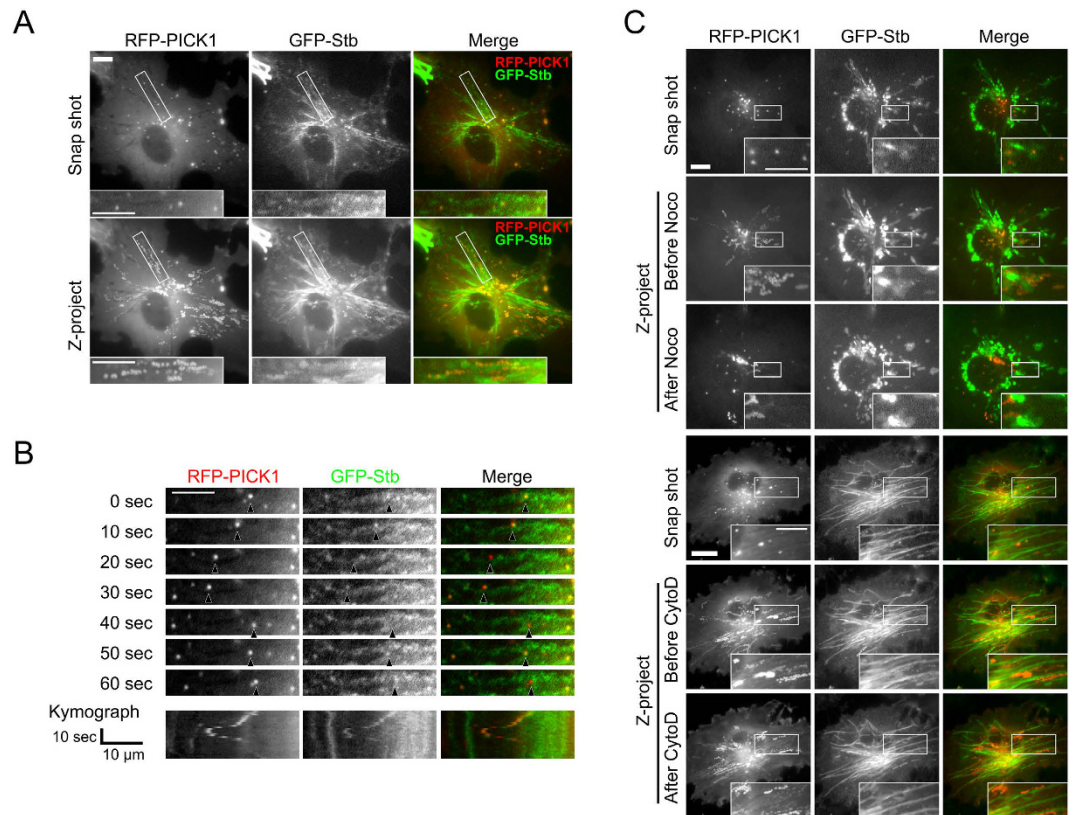 A
RFP-PICK1 GFP-Stb Merge
Snap shot
RFP-PICK1
GFP-Stb
Z-project
RFP-PICK1
GFP-Stb
B
RFP-PICK1 GFP-Stb Merge
0 sec
10 sec
20 sec
30 sec
40 sec
50 sec
60 sec
Kymograph
10 sec
10 μm
C
RFP-PICK1 GFP-Stb Merge
Snap shot
Z-project
Before Noco
After Noco
Snap shot
Z-project
Before CytoD
After CytoD